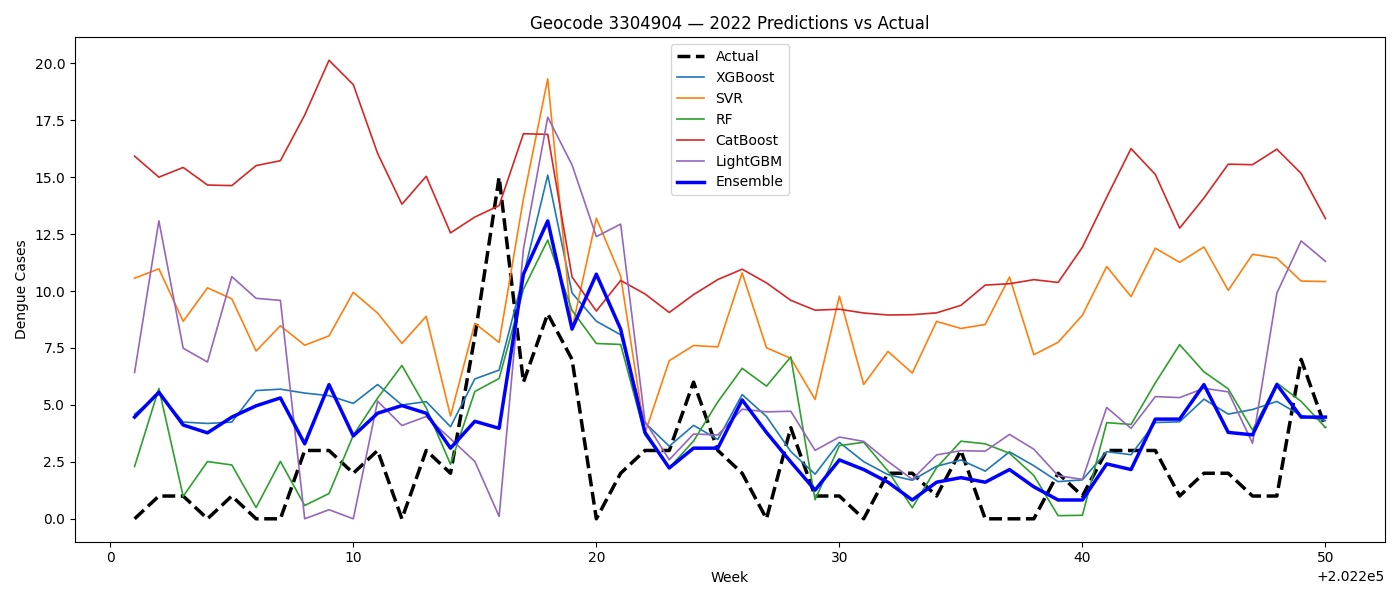 Geocode 3304904 — 2022 Predictions vs Actual
Actual
XGBoost
SVR
RF
CatBoost
LightGBM
Ensemble
Dengue Cases
20.0
17.5
15.0
12.5
10.0
7.5
5.0
2.5
0.0
0 10 20 30 40 50
+2.022e5
Week